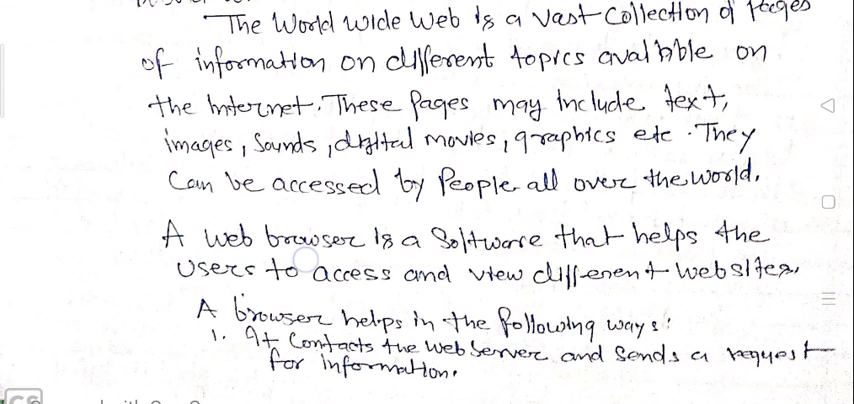 The World Wide Web is a vast collection of pages
of information on different topics available on
the Internet. These pages may include text,
images, sounds, digital movies, graphics etc. They
can be accessed by people all over the world.
A web browser is a software that helps the
users to access and view different websites.
A browser helps in the following ways:
1. It contacts the web server and sends a request
for information.
CS